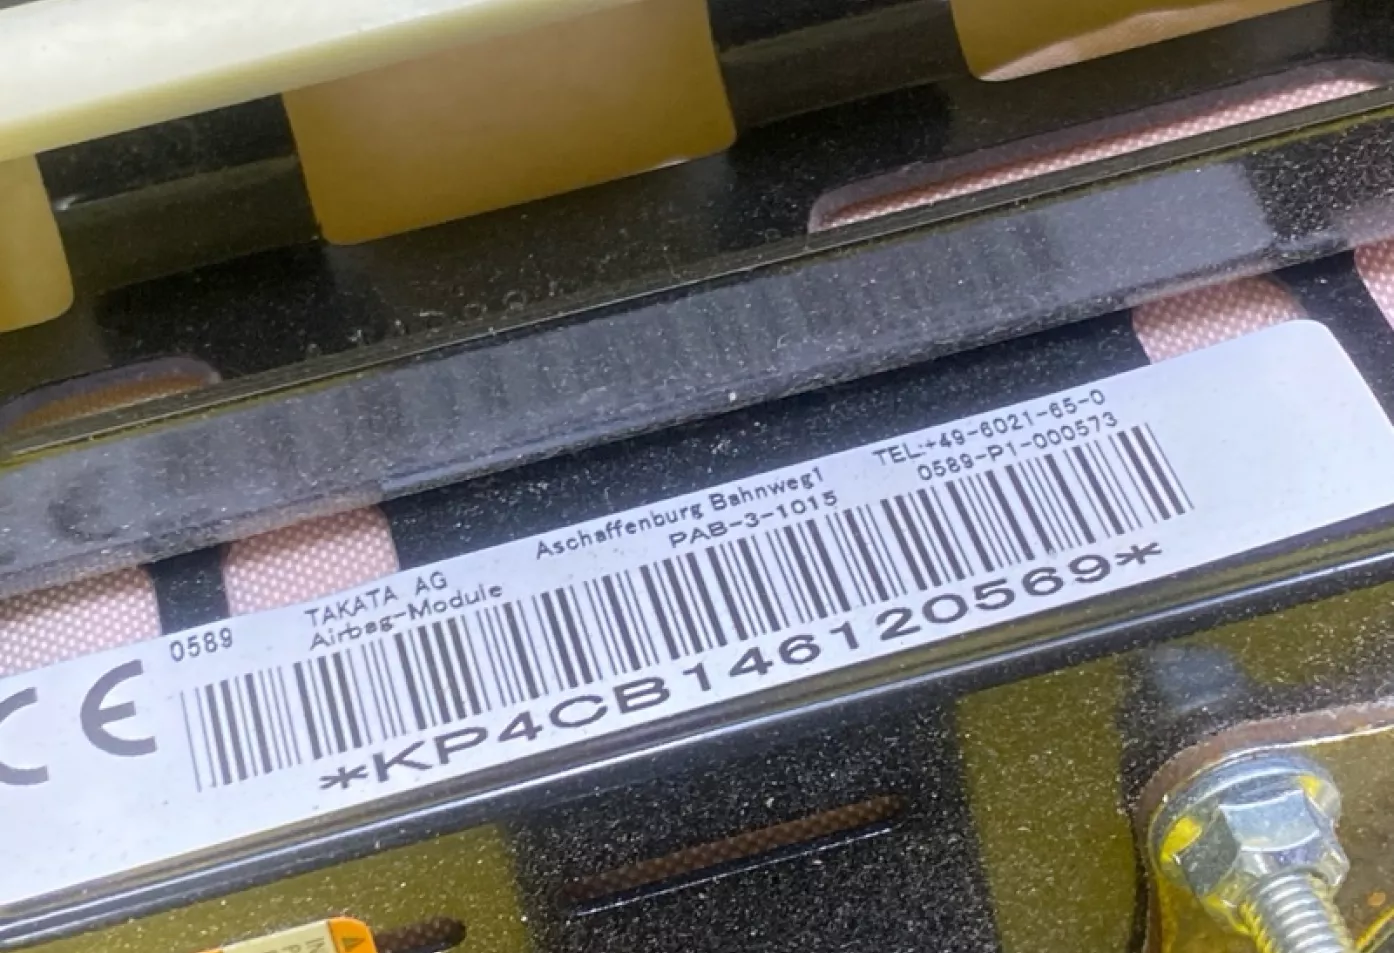 CE 0589
TAKATA AG Aschaffenburg Bahnweg1 TEL:+49-6021-65-0
Airbag-Module PAB-3-1015 0589-P1-000573
*KP4CB146120569*